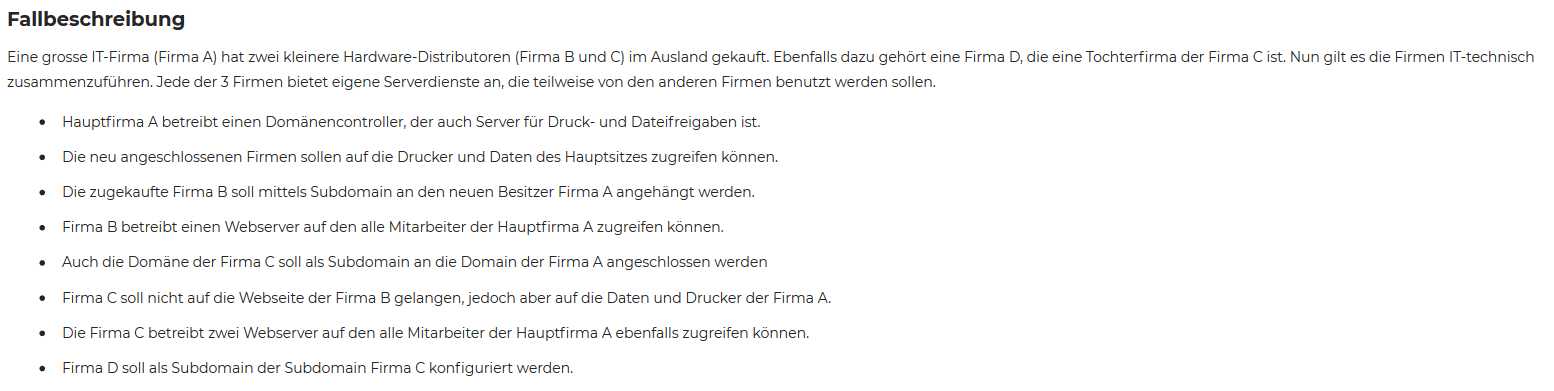 Fallbeschreibung
Eine grosse IT-Firma (Firma A) hat zwei kleinere Hardware-Distributoren (Firma B und C) im Ausland gekauft. Ebenfalls dazu gehört eine Firma D, die eine Tochterfirma der Firma C ist. Nun gilt es die Firmen IT-technisch
zusammenzuführen. Jede der 3 Firmen bietet eigene Serverdienste an, die teilweise von den anderen Firmen benutzt werden sollen.
• Hauptfirma A betreibt einen Domänencontroller, der auch Server für Druck- und Dateifreigaben ist.
• Die neu angeschlossenen Firmen sollen auf die Drucker und Daten des Hauptsitzes zugreifen können.
• Die zugekaufte Firma B soll mittels Subdomain an den neuen Besitzer Firma A angehängt werden.
• Firma B betreibt einen Webserver auf den alle Mitarbeiter der Hauptfirma A zugreifen können.
• Auch die Domäne der Firma C soll als Subdomain an die Domain der Firma A angeschlossen werden
• Firma C soll nicht auf die Webseite der Firma B gelangen, jedoch aber auf die Daten und Drucker der Firma A.
• Die Firma C betreibt zwei Webserver auf den alle Mitarbeiter der Hauptfirma A ebenfalls zugreifen können.
• Firma D soll als Subdomain der Subdomain Firma C konfiguriert werden.